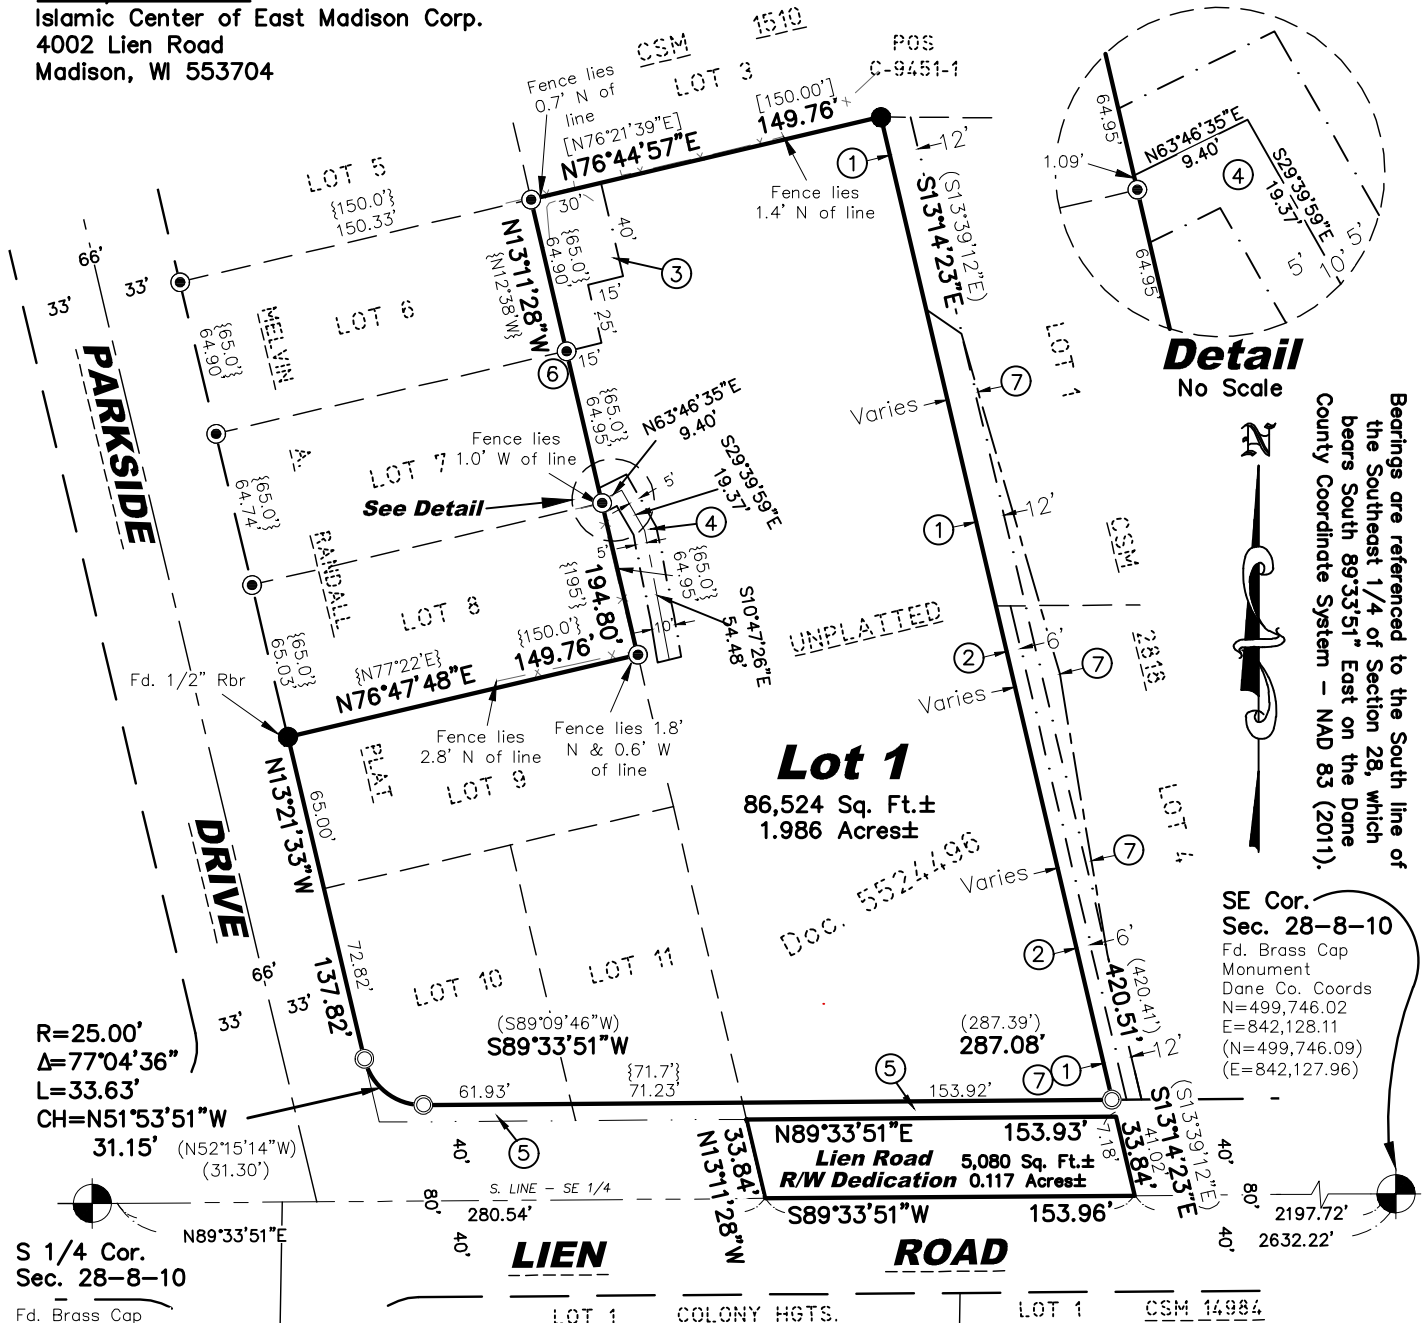 Islamic Center of East Madison Corp.
4002 Lien Road
Madison, WI 553704
CSM 1510
LOT 3
POS
C-9451-1
Fence lies
0.7' N of
line
[N76°21'39"E]
N76°44'57"E
[150.00']
149.76'
30'
40'
Fence lies
1.4' N of line
1
12'
S13°14'23"E
(S13°39'12"E)
64.95'
1.09'
N63°46'35"E
9.40'
4
S29°39'59"E
19.37'
5'
10'
5'
64.95'
Detail
No Scale
LOT 5
{150.0'}
150.33'
66'
33'
33'
N13°11'28"W
{N12°38'W}
{65.0'}
64.90'
3
15'
25'
15'
6
MELVIN
LOT 6
{65.0'}
64.90'
PARKSIDE
LOT 1
7
Varies
Bearings are referenced to the South line of
the Southeast 1/4 of Section 28, which
bears South 89°33'51" East on the Dane
County Coordinate System - NAD 83 (2011).
N
{65.0'}
64.95'
N63°46'35"E
9.40'
S29°39'59"E
19.37'
Fence lies
1.0' W of line
A.
LOT 7
See Detail
5'
4
{65.0'}
64.74'
1
12'
CSM
2818
RANDALL
LOT 8
5'
{195'}
194.80'
{65.0'}
64.95'
S10°47'26"E
54.48'
10'
UNPLATTED
{65.0'}
65.03'
{150.0'}
149.76'
{N77°22'E}
N76°47'48"E
Fd. 1/2" Rbr
2
6'
7
Varies
Fence lies
2.8' N of line
Fence lies 1.8'
N & 0.6' W
of line
Lot 1
86,524 Sq. Ft.±
1.986 Acres±
PLAT
LOT 9
N13°21'33"W
65.00'
DRIVE
LOT 4
7
Varies
Doc. 5524496
SE Cor.
Sec. 28-8-10
Fd. Brass Cap
Monument
Dane Co. Coords
N=499,746.02
E=842,128.11
(N=499,746.09)
(E=842,127.96)
2
6'
420.51'
(420.41')
LOT 10
LOT 11
72.82'
137.82'
66'
33'
33'
R=25.00'
Δ=77°04'36"
L=33.63'
CH=N51°53'51"W
31.15'
(N52°15'14"W)
(31.30')
(S89°09'46"W)
S89°33'51"W
(287.39')
287.08'
12'
7
1
5
61.93'
{71.7'}
71.23'
153.92'
5
40'
80'
40'
N89°33'51"E
153.93'
7.18'
Lien Road
R/W Dedication
5,080 Sq. Ft.±
0.117 Acres±
S89°33'51"W
153.96'
33.84'
N13°11'28"W
33.84'
41.02'
S13°14'23"E
(S13°39'12"E)
40'
80'
40'
S. LINE - SE 1/4
280.54'
N89°33'51"E
2197.72'
2632.22'
S 1/4 Cor.
Sec. 28-8-10
Fd. Brass Cap
LIEN
ROAD
LOT 1
COLONY HGTS.
LOT 1
CSM 14984